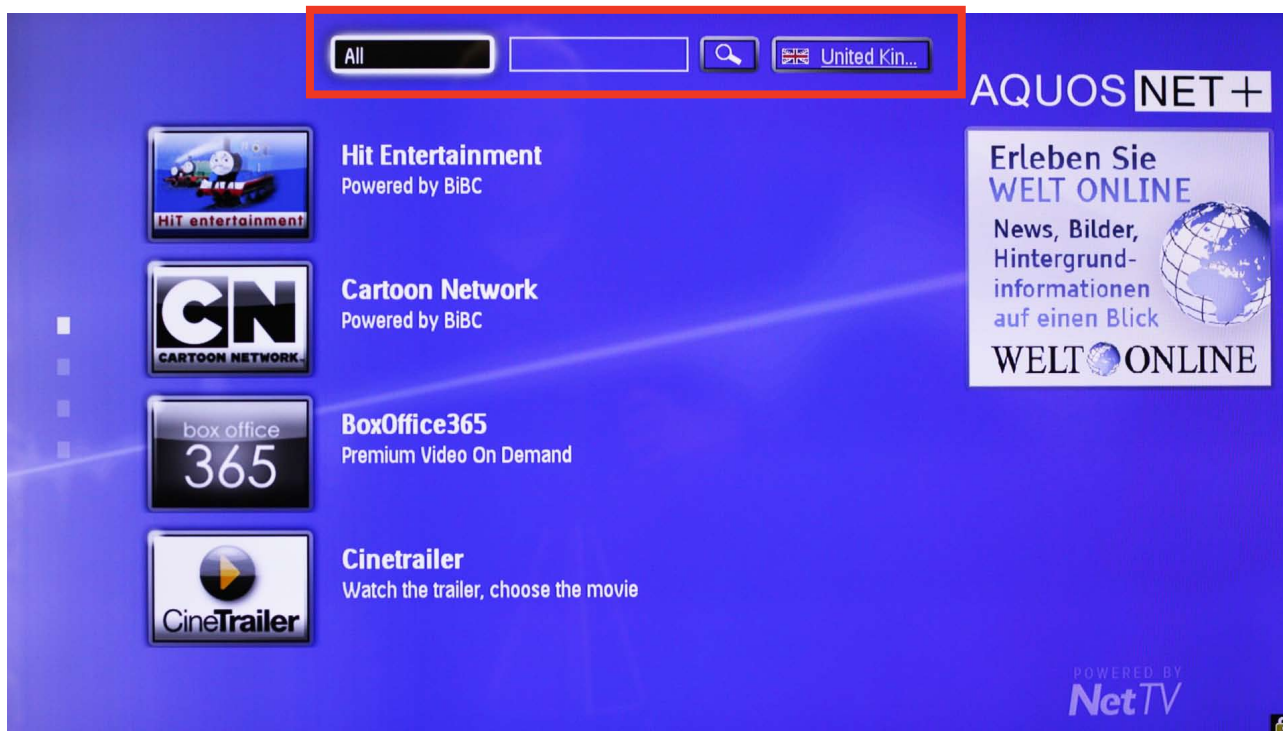 All
United Kin...
AQUOS NET+
HiT entertainment
Hit Entertainment
Powered by BiBC
CN
CARTOON NETWORK
Cartoon Network
Powered by BiBC
box office
365
BoxOffice365
Premium Video On Demand
CineTrailer
Cinetrailer
Watch the trailer, choose the movie
Erleben Sie
WELT ONLINE
News, Bilder,
Hintergrund-
informationen
auf einen Blick
WELT ONLINE
POWERED BY
NetTV